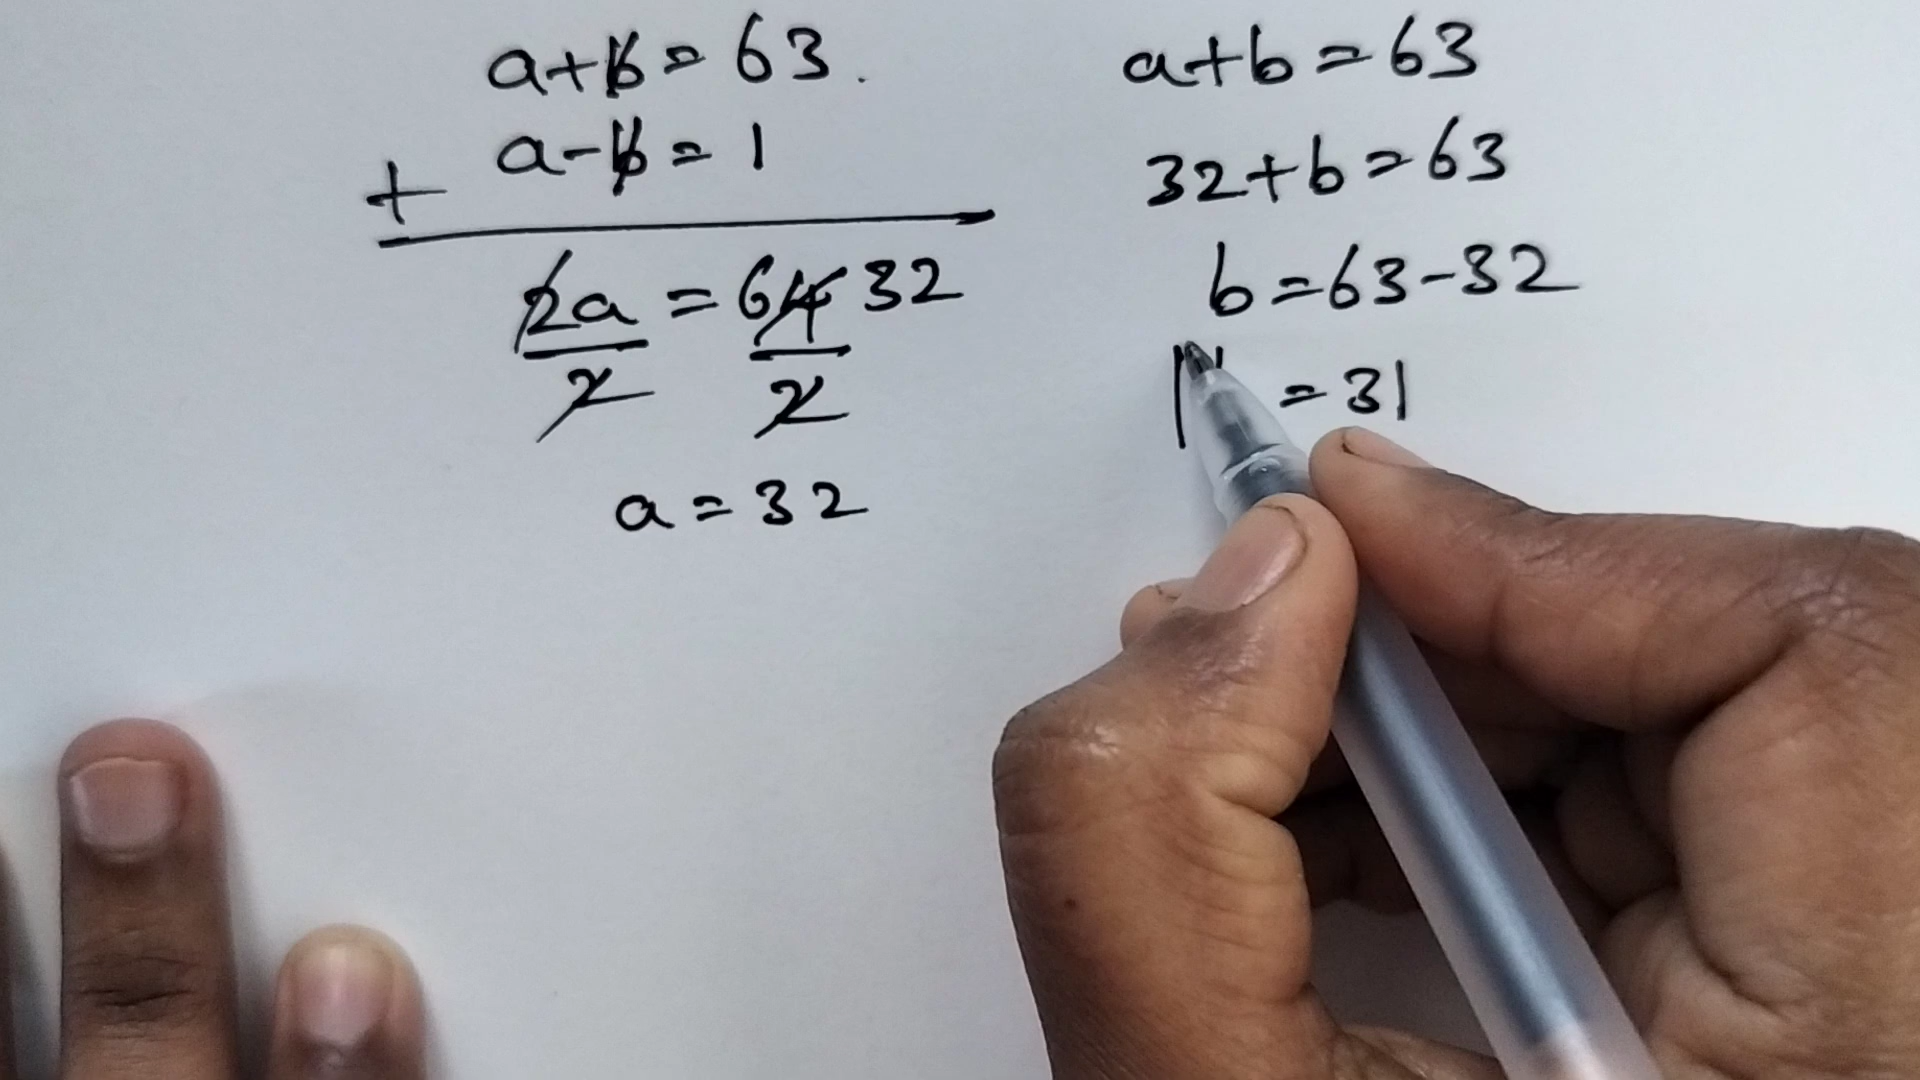 a+b=63.
a-b=1
+
2a = 64 32
2 2
a=32
a+b=63
32+b=63
b=63-32
=31